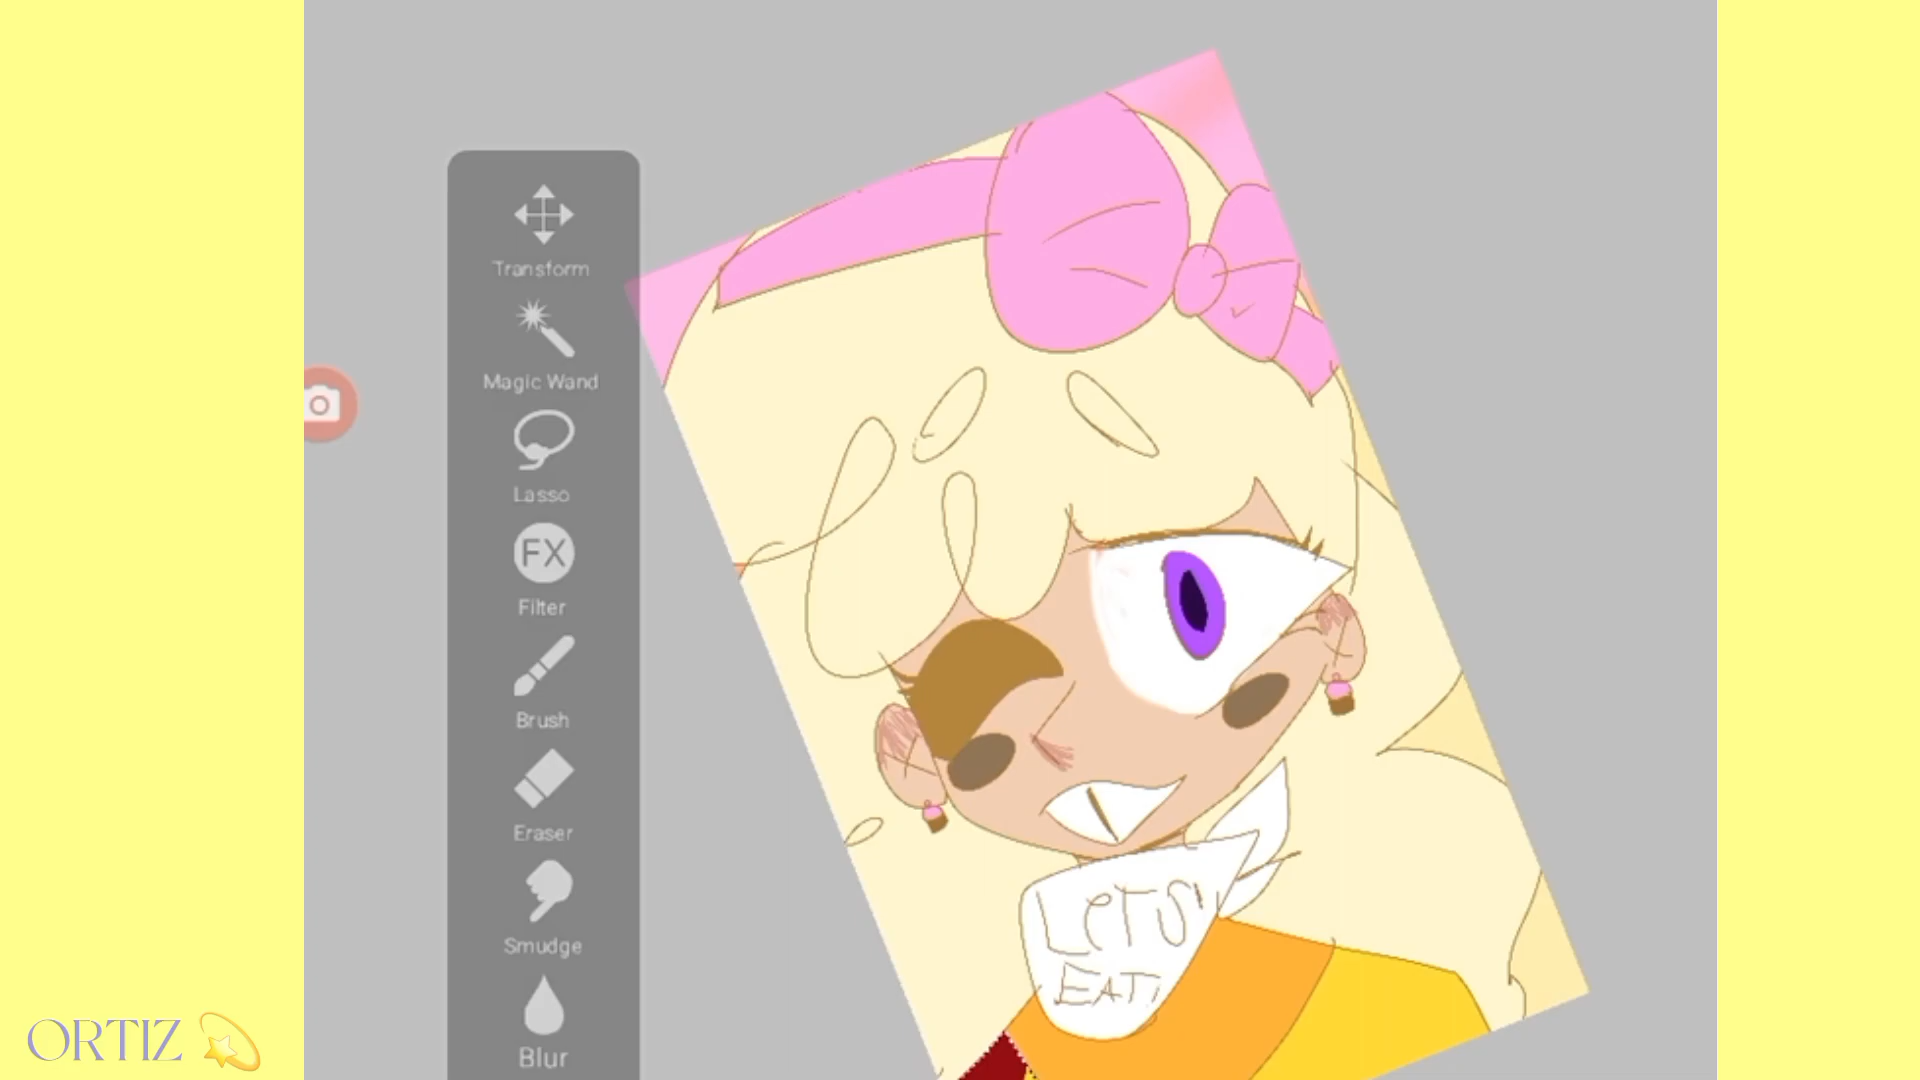 Transform
Magic Wand
Lasso
FX
Filter
Brush
Eraser
Smudge
Blur
LeTS'
EAT!
ORTIZ